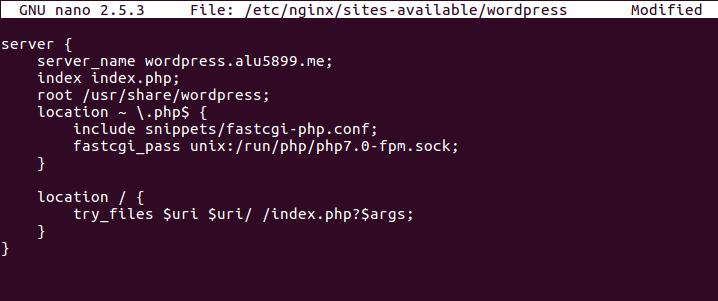 GNU nano 2.5.3 File: /etc/nginx/sites-available/wordpress Modified
server {
    server_name wordpress.alu5899.me;
    index index.php;
    root /usr/share/wordpress;
    location ~ \.php$ {
        include snippets/fastcgi-php.conf;
        fastcgi_pass unix:/run/php/php7.0-fpm.sock;
    }
    location / {
        try_files $uri $uri/ /index.php?$args;
    }
}